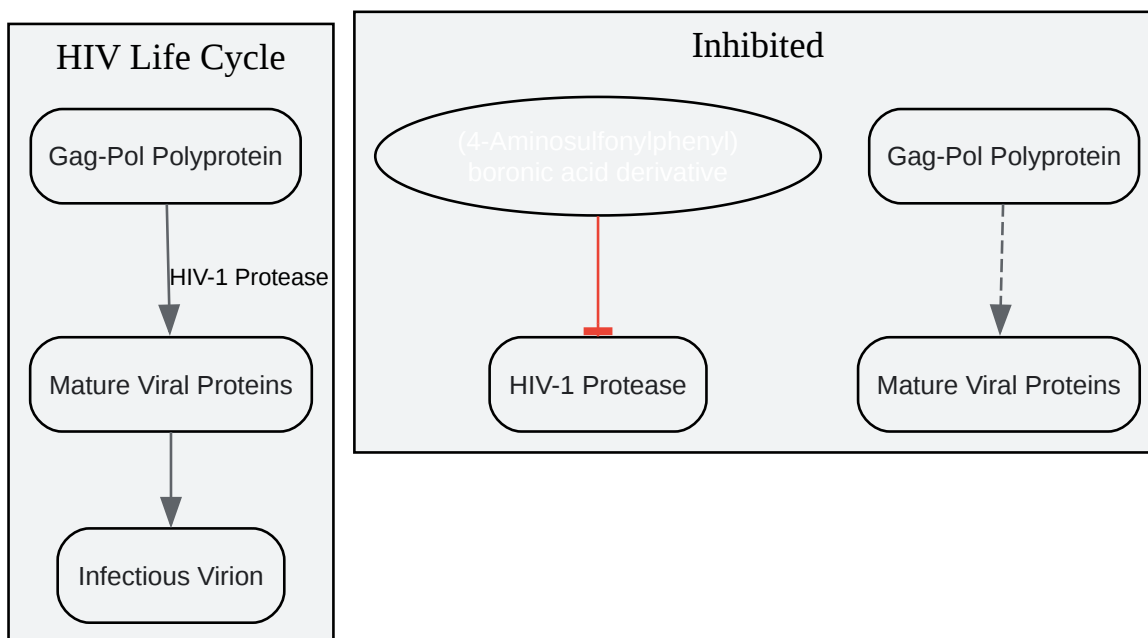 HIV Life Cycle
Gag-Pol Polyprotein
HIV-1 Protease
Mature Viral Proteins
Infectious Virion
Inhibited
(4-Aminosulfonylphenyl)
boronic acid derivative
HIV-1 Protease
Gag-Pol Polyprotein
Mature Viral Proteins